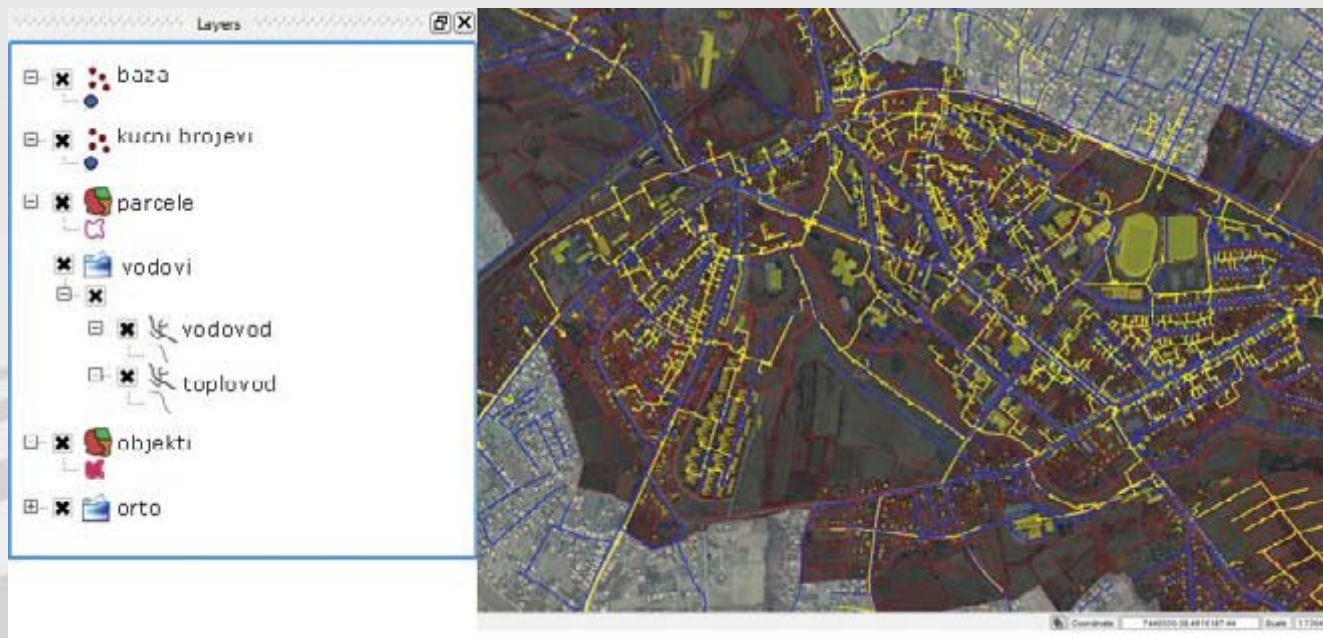 Layers
baza
kucni brojevi
parcele
vodovi
vodovod
toplovod
objekti
orto
Coordinate
Scale